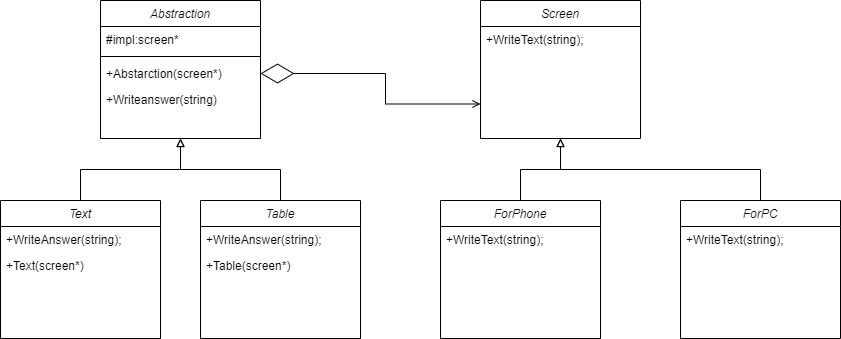 Abstraction
#impl:screen*
+Abstarction(screen*)
+Writeanswer(string)
Screen
+WriteText(string);
Text
+WriteAnswer(string);
+Text(screen*)
Table
+WriteAnswer(string);
+Table(screen*)
ForPhone
+WriteText(string);
ForPC
+WriteText(string);